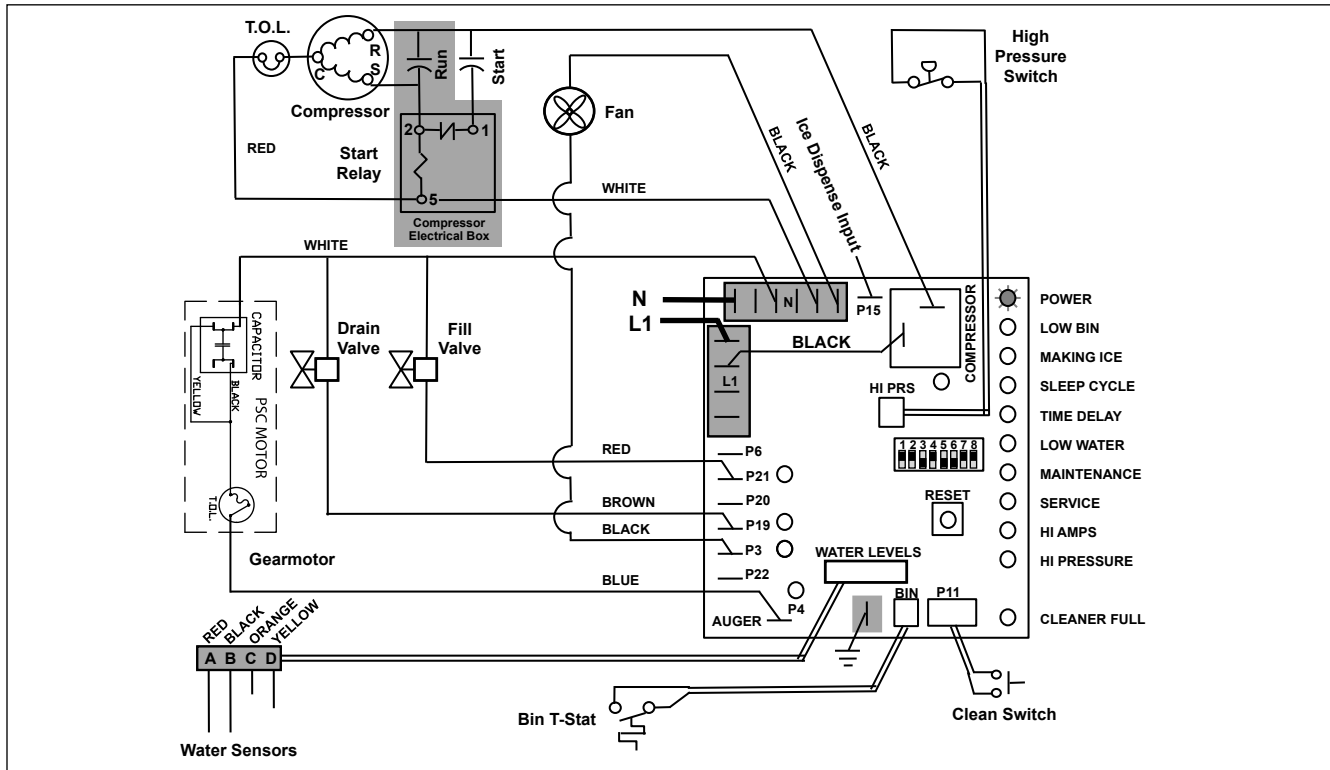 T.O.L.
R
S
C
Compressor
Run
Start
High
Pressure
Switch
Fan
2
1
RED
Start
Relay
5
WHITE
Compressor
Electrical Box
BLACK
BLACK
Ice Dispense Input
WHITE
N
N
P15
COMPRESSOR
L1
BLACK
L1
HI PRS
CAPACITOR
YELLOW
BLACK
PSC MOTOR
T.O.L.
Drain
Valve
Fill
Valve
1 2 3 4 5 6 7 8
P6
RED
P21
P20
BROWN
P19
BLACK
P3
RESET
WATER LEVELS
P22
Gearmotor
BLUE
P4
AUGER
BIN
P11
POWER
LOW BIN
MAKING ICE
SLEEP CYCLE
TIME DELAY
LOW WATER
MAINTENANCE
SERVICE
HI AMPS
HI PRESSURE
CLEANER FULL
RED
BLACK
ORANGE
YELLOW
A B C D
Water Sensors
Bin T-Stat
Clean Switch